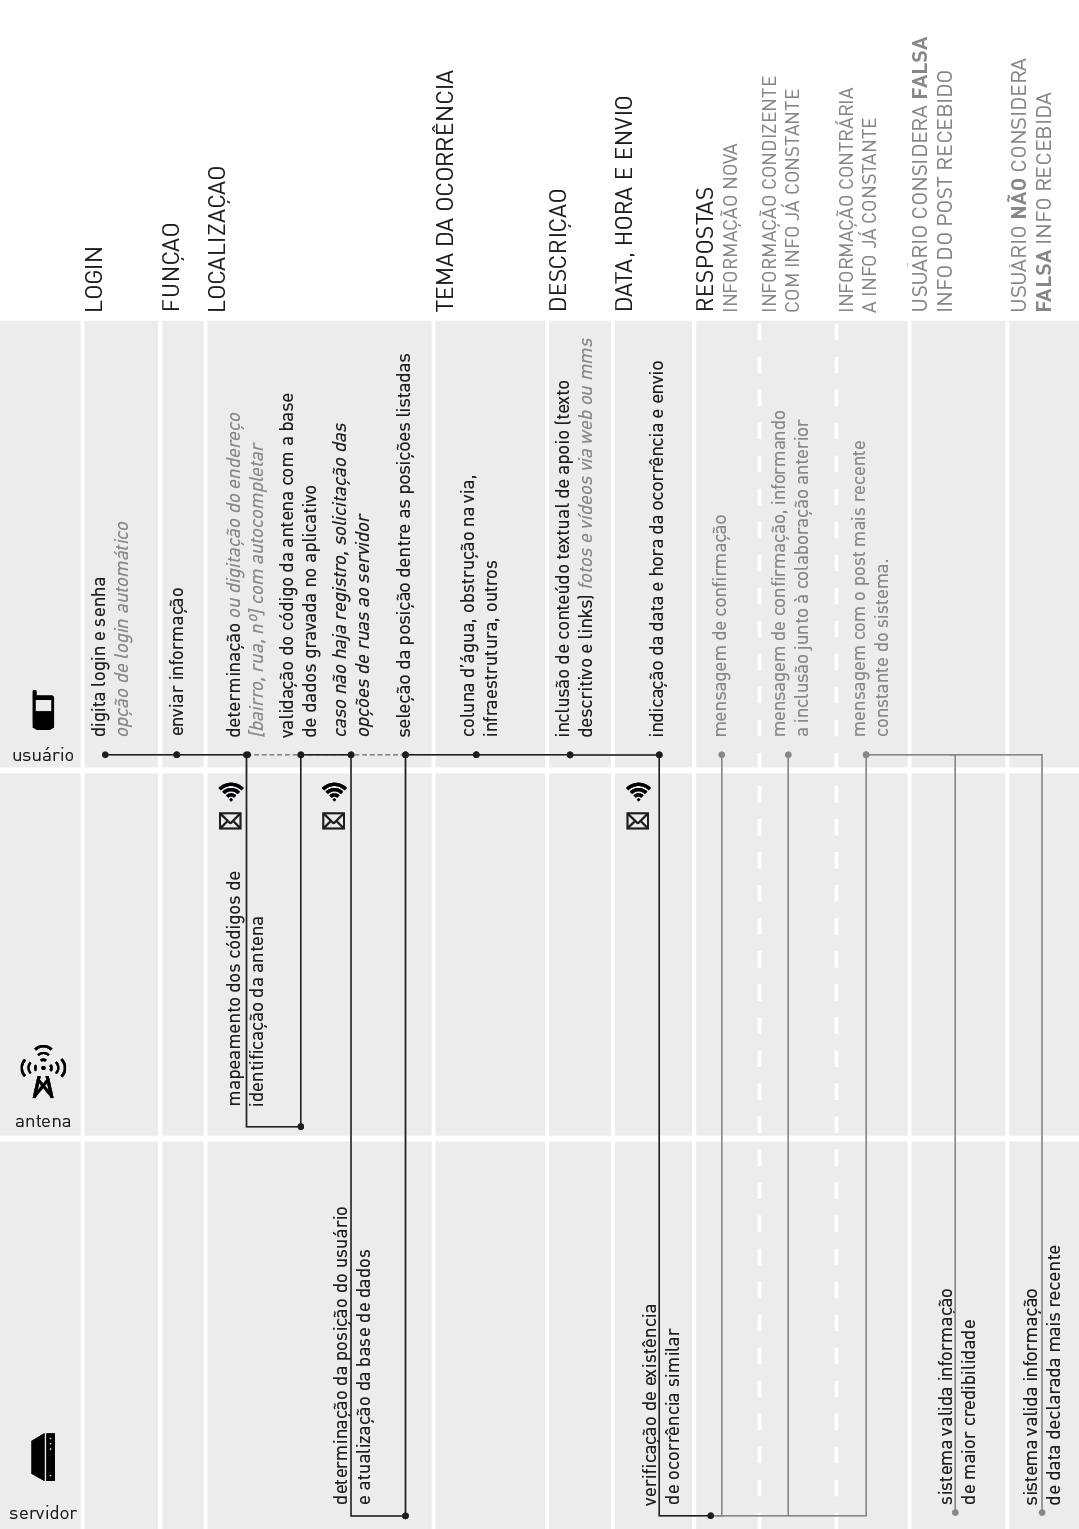 LOGIN
FUNÇAO
LOCALIZAÇAO
TEMA DA OCORRÊNCIA
DESCRIÇAO
DATA, HORA E ENVIO
RESPOSTAS
INFORMAÇÃO NOVA
INFORMAÇÃO CONDIZENTE
COM INFO JÁ CONSTANTE
INFORMAÇÃO CONTRÁRIA
A INFO JÁ CONSTANTE
USUÁRIO CONSIDERA FALSA
INFO DO POST RECEBIDO
USUÁRIO NÃO CONSIDERA
FALSA INFO RECEBIDA
usuário
digita login e senha
opção de login automático
enviar informação
determinação ou digitação do endereço
[bairro, rua, nº] com autocompletar
validação do código da antena com a base
de dados gravada no aplicativo
caso não haja registro, solicitação das
opções de ruas ao servidor
seleção da posição dentre as posições listadas
coluna d'água, obstrução na via,
infraestrutura, outros
inclusão de conteúdo textual de apoio (texto
descritivo e links) fotos e vídeos via web ou mms
indicação da data e hora da ocorrência e envio
mensagem de confirmação
mensagem de confirmação, informando
a inclusão junto à colaboração anterior
mensagem com o post mais recente
constante do sistema.
antena
mapeamento dos códigos de
identificação da antena
servidor
determinação da posição do usuário
e atualização da base de dados
verificação de existência
de ocorrência similar
sistema valida informação
de maior credibilidade
sistema valida informação
de data declarada mais recente